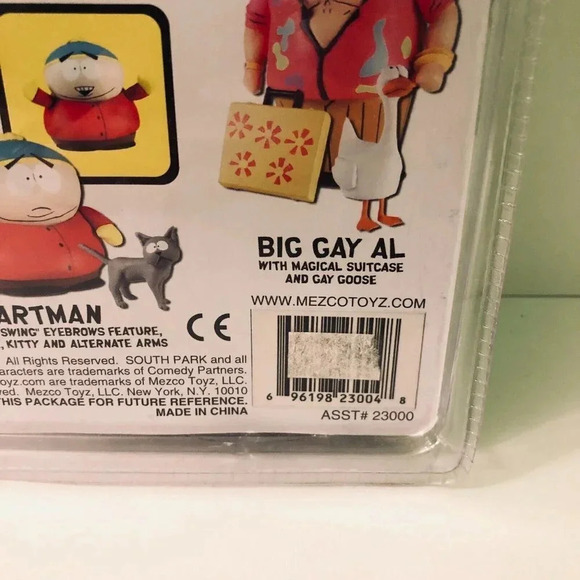 BIG GAY AL
WITH MAGICAL SUITCASE
AND GAY GOOSE
WWW.MEZCOTOYZ.COM
ARTMAN
SWING" EYEBROWS FEATURE,
, KITTY AND ALTERNATE ARMS
CE
All Rights Reserved. SOUTH PARK and all
aracters are trademarks of Comedy Partners.
oyz.com are trademarks of Mezco Toyz, LLC.
ved. Mezco Toyz, LLC. New York, N.Y. 10010
THIS PACKAGE FOR FUTURE REFERENCE.
MADE IN CHINA
6 96198 23004 8
ASST# 23000